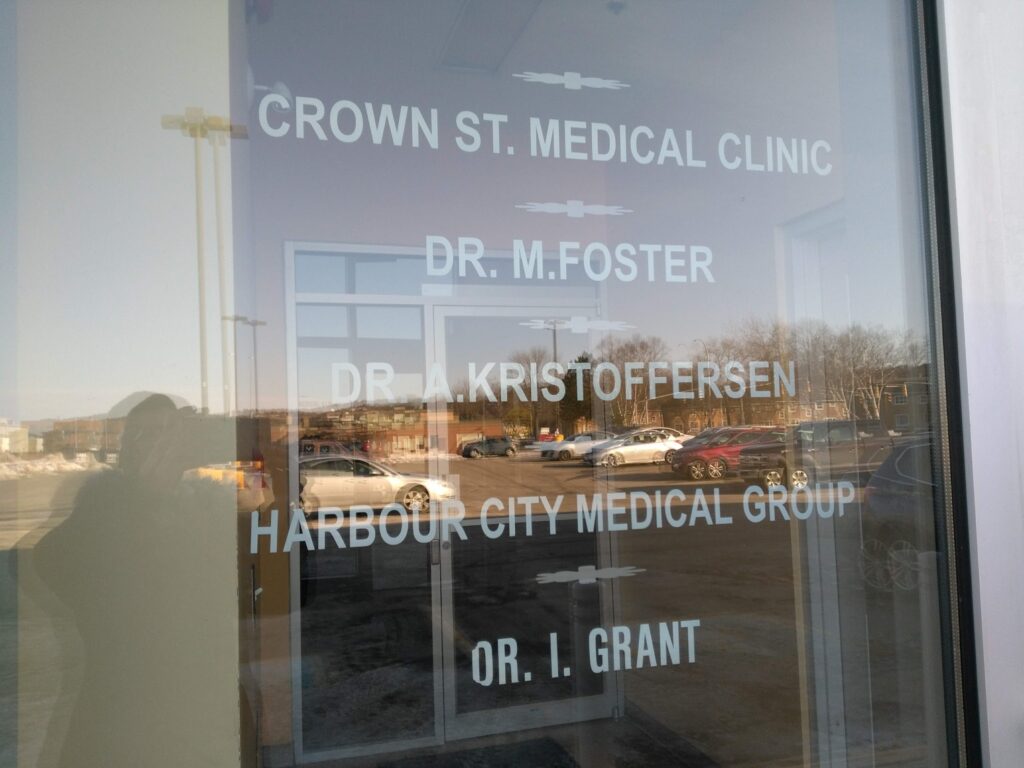 CROWN ST. MEDICAL CLINIC
DR. M.FOSTER
DR. A.KRISTOFFERSEN
HARBOUR CITY MEDICAL GROUP
DR. I. GRANT